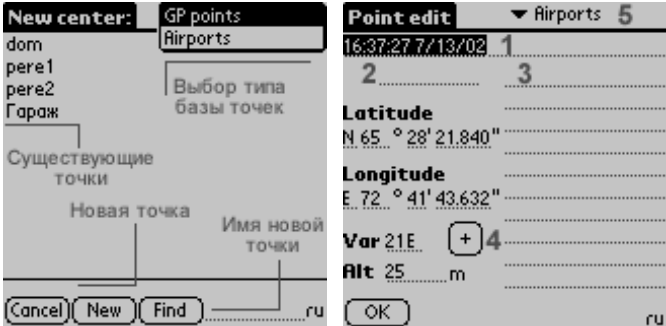 New center:
GP points
Airports
dom
pere1
pere2
Гараж
Выбор типа
базы точек
Существующие
точки
Новая точка
Имя новой
точки
Cancel New Find ru
Point edit Airports 5
16:37:27 7/13/02 1
2 3
Latitude
N 65 ° 28' 21.840"
Longitude
E 72 ° 41' 43.632"
Var 21E + 4
Alt 25 m
OK ru